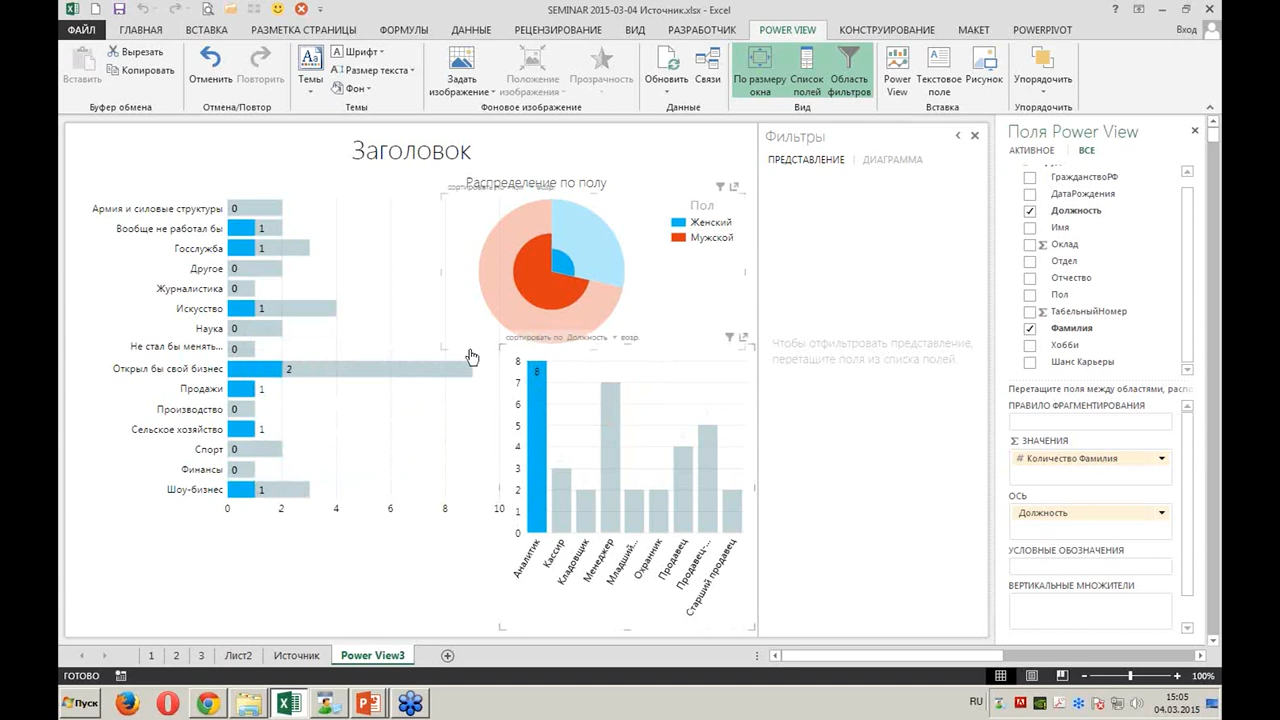 SEMINAR 2015-03-04 Источник.xlsx - Excel
ФАЙЛ ГЛАВНАЯ ВСТАВКА РАЗМЕТКА СТРАНИЦЫ ФОРМУЛЫ ДАННЫЕ РЕЦЕНЗИРОВАНИЕ ВИД РАЗРАБОТЧИК POWER VIEW КОНСТРУИРОВАНИЕ МАКЕТ POWERPIVOT Вход
Вставить
Вырезать
Копировать
Отменить Повторить
Темы
Шрифт
Размер текста
Фон
Задать изображение
Положение изображения
Прозрачность
Обновить Связи
По размеру окна
Список полей
Область фильтров
Power View
Текстовое поле
Рисунок
Упорядочить
Буфер обмена Отмена/Повтор Темы Фоновое изображение Данные Вид Вставка Упорядочить
Заголовок
Распределение по полу
Пол
Женский
Мужской
Армия и силовые структуры 0
Вообще не работал бы 1
Госслужба 1
Другое 0
Журналистика 0
Искусство 1
Наука 0
Не стал бы менять... 0
Открыл бы свой бизнес 2
Продажи 1
Производство 0
Сельское хозяйство 1
Спорт 0
Финансы 0
Шоу-бизнес 1
0 2 4 6 8 10
сортировать по Должность возр.
8
8
7
6
5
4
3
2
1
0
Аналитик Кассир Кладовщик Менеджер Младший... Охранник Продавец Продавец-... Старший продавец
Фильтры
ПРЕДСТАВЛЕНИЕ ДИАГРАММА
Чтобы отфильтровать представление,
перетащите поля из списка полей.
Поля Power View
АКТИВНОЕ ВСЕ
ГражданствоРФ
ДатаРождения
Должность
Имя
Σ Оклад
Отдел
Отчество
Пол
Σ ТабельныйНомер
Фамилия
Хобби
Шанс Карьеры
Перетащите поля между областями, расп
ПРАВИЛО ФРАГМЕНТИРОВАНИЯ
Σ ЗНАЧЕНИЯ
# Количество Фамилия
ОСЬ
Должность
УСЛОВНЫЕ ОБОЗНАЧЕНИЯ
ВЕРТИКАЛЬНЫЕ МНОЖИТЕЛИ
1 2 3 Лист2 Источник Power View3
ГОТОВО
100%
Пуск
RU
15:05
04.03.2015